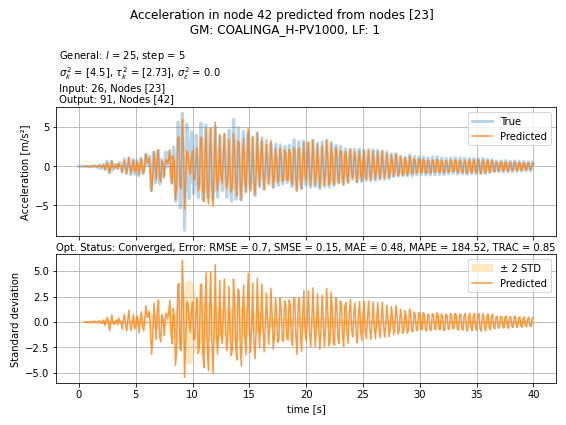 Acceleration in node 42 predicted from nodes [23]
GM: COALINGA_H-PV1000, LF: 1
General: l = 25, step = 5
σ²ₖ = [4.5], τ²ₖ = [2.73], σ²ε = 0.0
Input: 26, Nodes [23]
Output: 91, Nodes [42]
Acceleration [m/s²]
5
0
−5
True
Predicted
Opt. Status: Converged, Error: RMSE = 0.7, SMSE = 0.15, MAE = 0.48, MAPE = 184.52, TRAC = 0.85
Standard deviation
5.0
2.5
0.0
−2.5
−5.0
± 2 STD
Predicted
0 5 10 15 20 25 30 35 40
time [s]